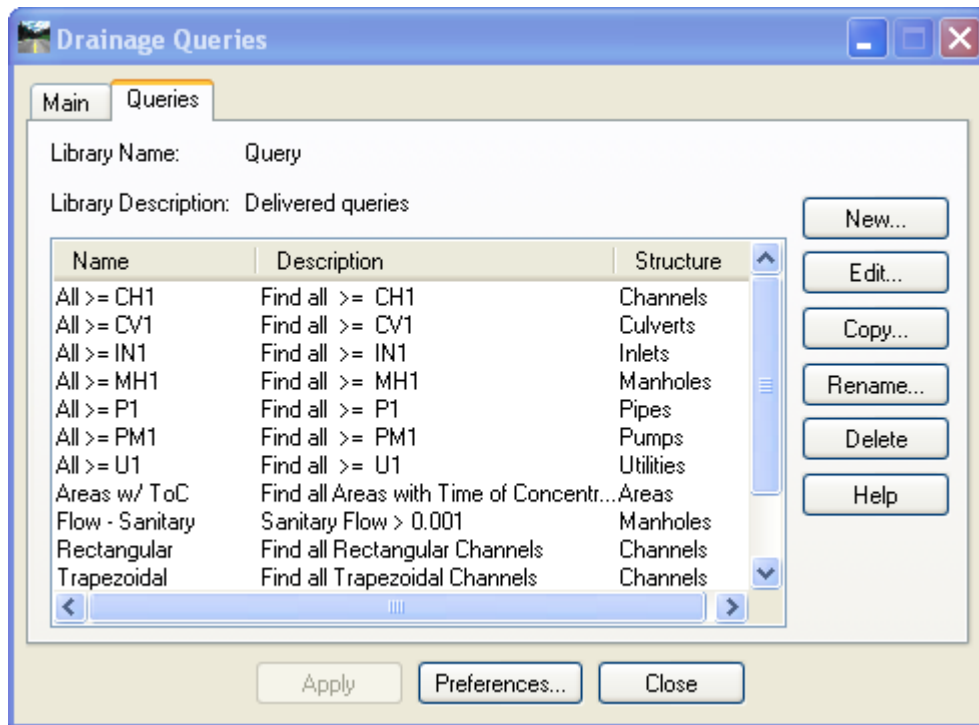 Drainage Queries
Main Queries
Library Name: Query
Library Description: Delivered queries
Name Description Structure
All >= CH1 Find all >= CH1 Channels
All >= CV1 Find all >= CV1 Culverts
All >= IN1 Find all >= IN1 Inlets
All >= MH1 Find all >= MH1 Manholes
All >= P1 Find all >= P1 Pipes
All >= PM1 Find all >= PM1 Pumps
All >= U1 Find all >= U1 Utilities
Areas w/ ToC Find all Areas with Time of Concentr... Areas
Flow - Sanitary Sanitary Flow > 0.001 Manholes
Rectangular Find all Rectangular Channels Channels
Trapezoidal Find all Trapezoidal Channels Channels
New...
Edit...
Copy...
Rename...
Delete
Help
Apply Preferences... Close